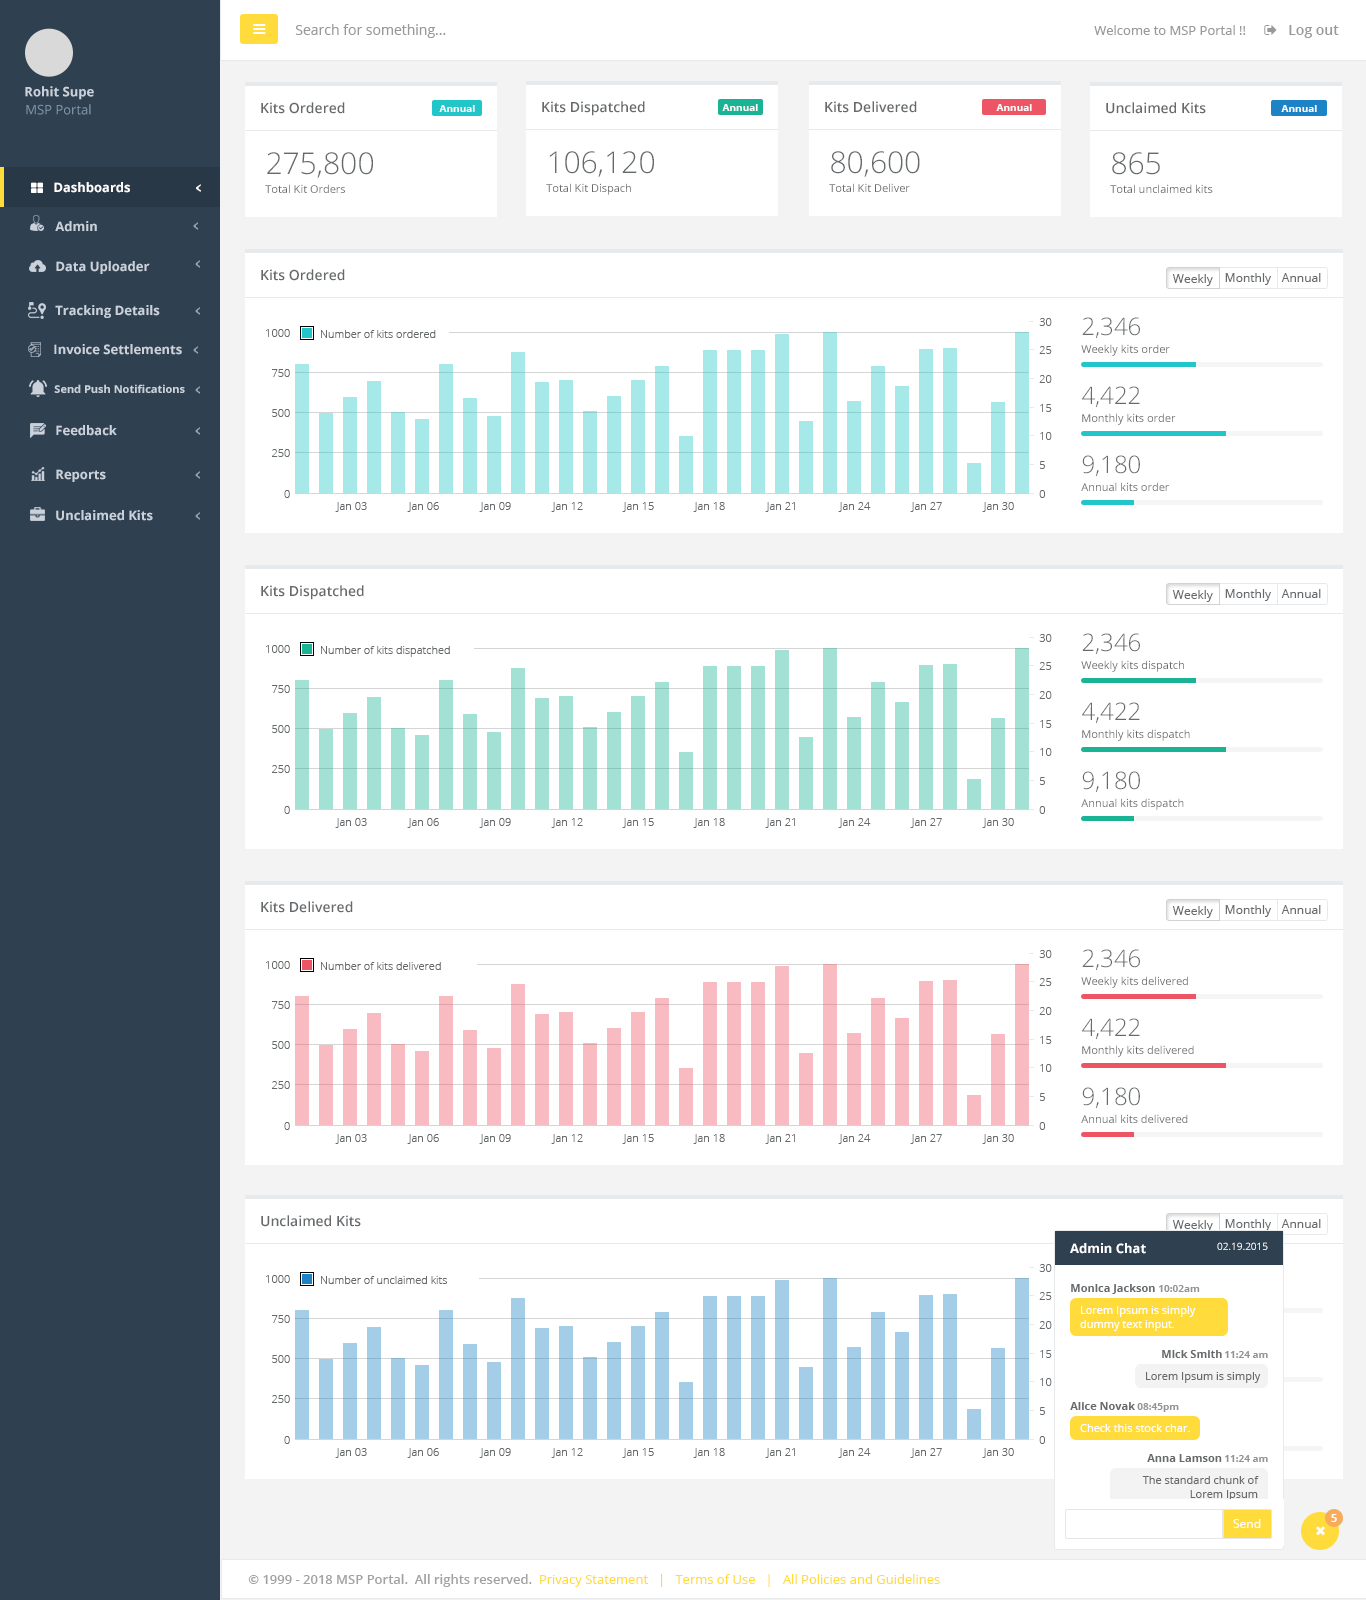 Search for something...
Welcome to MSP Portal !!
Log out
Rohit Supe
MSP Portal
Dashboards
Admin
Data Uploader
Tracking Details
Invoice Settlements
Send Push Notifications
Feedback
Reports
Unclaimed Kits
Kits Ordered
Annual
275,800
Total Kit Orders
Kits Dispatched
Annual
106,120
Total Kit Dispach
Kits Delivered
Annual
80,600
Total Kit Deliver
Unclaimed Kits
Annual
865
Total unclaimed kits
Kits Ordered
Weekly Monthly Annual
Number of kits ordered
1000
750
500
250
0
30
25
20
15
10
5
0
Jan 03 Jan 06 Jan 09 Jan 12 Jan 15 Jan 18 Jan 21 Jan 24 Jan 27 Jan 30
2,346
Weekly kits order
4,422
Monthly kits order
9,180
Annual kits order
Kits Dispatched
Weekly Monthly Annual
Number of kits dispatched
1000
750
500
250
0
30
25
20
15
10
5
0
Jan 03 Jan 06 Jan 09 Jan 12 Jan 15 Jan 18 Jan 21 Jan 24 Jan 27 Jan 30
2,346
Weekly kits dispatch
4,422
Monthly kits dispatch
9,180
Annual kits dispatch
Kits Delivered
Weekly Monthly Annual
Number of kits delivered
1000
750
500
250
0
30
25
20
15
10
5
0
Jan 03 Jan 06 Jan 09 Jan 12 Jan 15 Jan 18 Jan 21 Jan 24 Jan 27 Jan 30
2,346
Weekly kits delivered
4,422
Monthly kits delivered
9,180
Annual kits delivered
Unclaimed Kits
Weekly Monthly Annual
Number of unclaimed kits
1000
750
500
250
0
30
25
20
15
10
5
0
Jan 03 Jan 06 Jan 09 Jan 12 Jan 15 Jan 18 Jan 21 Jan 24 Jan 27 Jan 30
Admin Chat 02.19.2015
Monica Jackson 10:02am
Lorem Ipsum is simply
dummy text input.
Mick Smith 11:24 am
Lorem Ipsum is simply
Alice Novak 08:45pm
Check this stock char.
Anna Lamson 11:24 am
The standard chunk of
Lorem Ipsum
Send
5
© 1999 - 2018 MSP Portal. All rights reserved. Privacy Statement | Terms of Use | All Policies and Guidelines